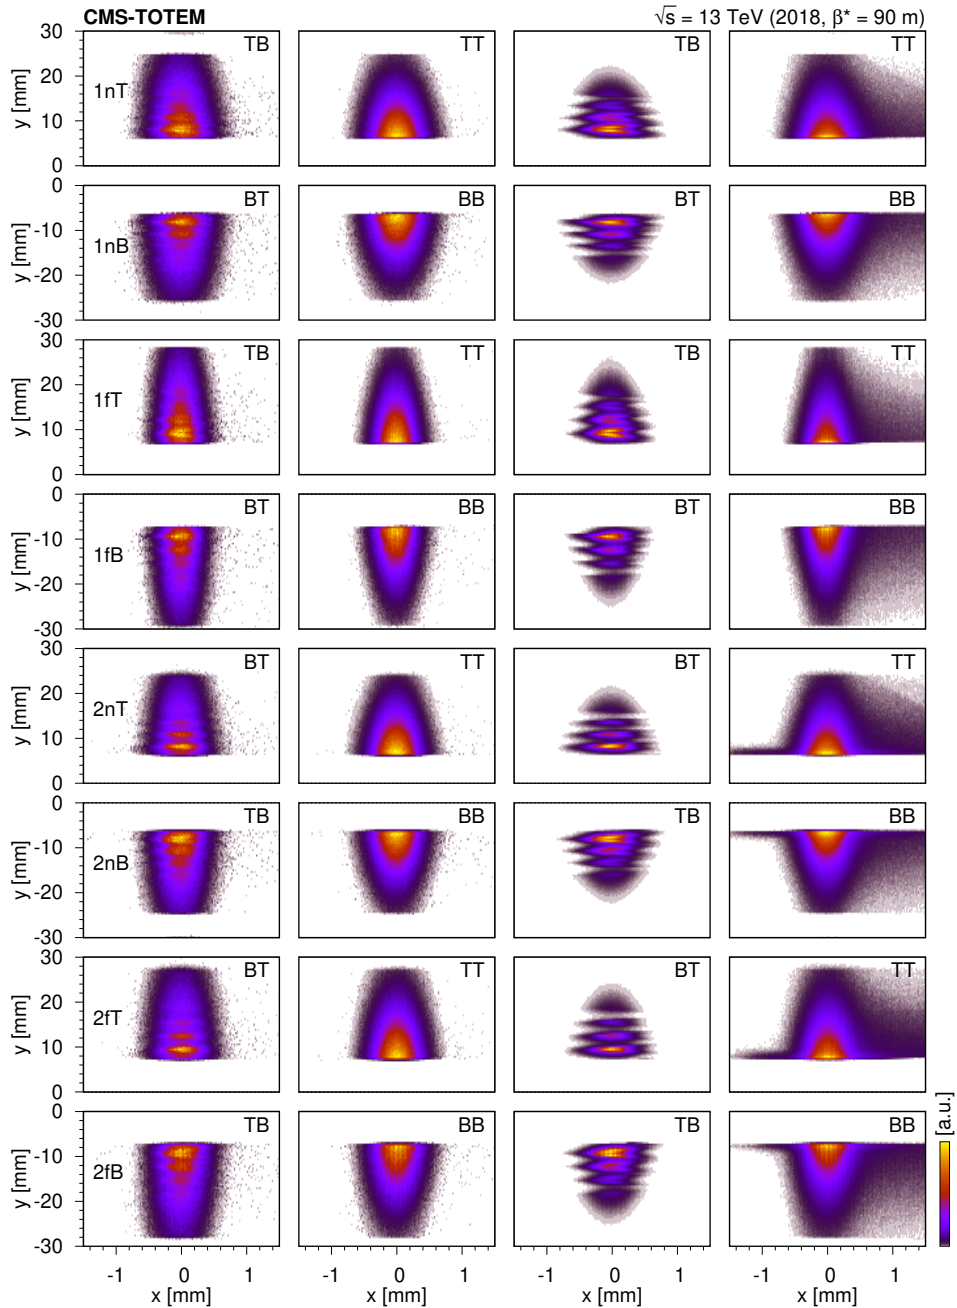 CMS-TOTEM √s = 13 TeV (2018, β* = 90 m)
30 TB TT TB TT
20 1nT
y [mm]
10
0
0 BT BB BT BB
-10 1nB
y [mm]
-20
-30
30 TB TT TB TT
20 1fT
y [mm]
10
0
0 BT BB BT BB
-10 1fB
y [mm]
-20
-30
30 BT TT BT TT
20 2nT
y [mm]
10
0
0 TB BB TB BB
-10 2nB
y [mm]
-20
-30
30 BT TT BT TT
20 2fT
y [mm]
10
0
0 TB BB TB BB
[a.u.]
-10 2fB
y [mm]
-20
-30
-1 0 1 -1 0 1 -1 0 1 -1 0 1
x [mm] x [mm] x [mm] x [mm]